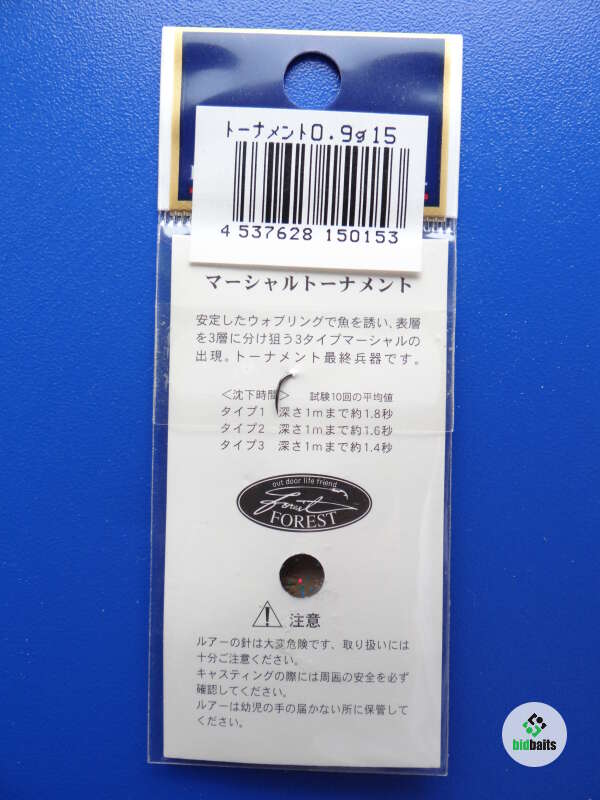 トーナメント0.9g15
4 537628 150153
マーシャルトーナメント
安定したウォブリングで魚を誘い、表層
を3層に分け狙う3タイプマーシャルの
出現。トーナメント最終兵器です。
<沈下時間> 試験10回の平均値
タイプ1 深さ1mまで約1.8秒
タイプ2 深さ1mまで約1.6秒
タイプ3 深さ1mまで約1.4秒
out door life friend
Forest
FOREST
注意
ルアーの針は大変危険です、取り扱いには
十分ご注意ください。
キャスティングの際には周囲の安全を必ず
確認してください。
ルアーは幼児の手の届かない所に保管して
ください。
bidbaits